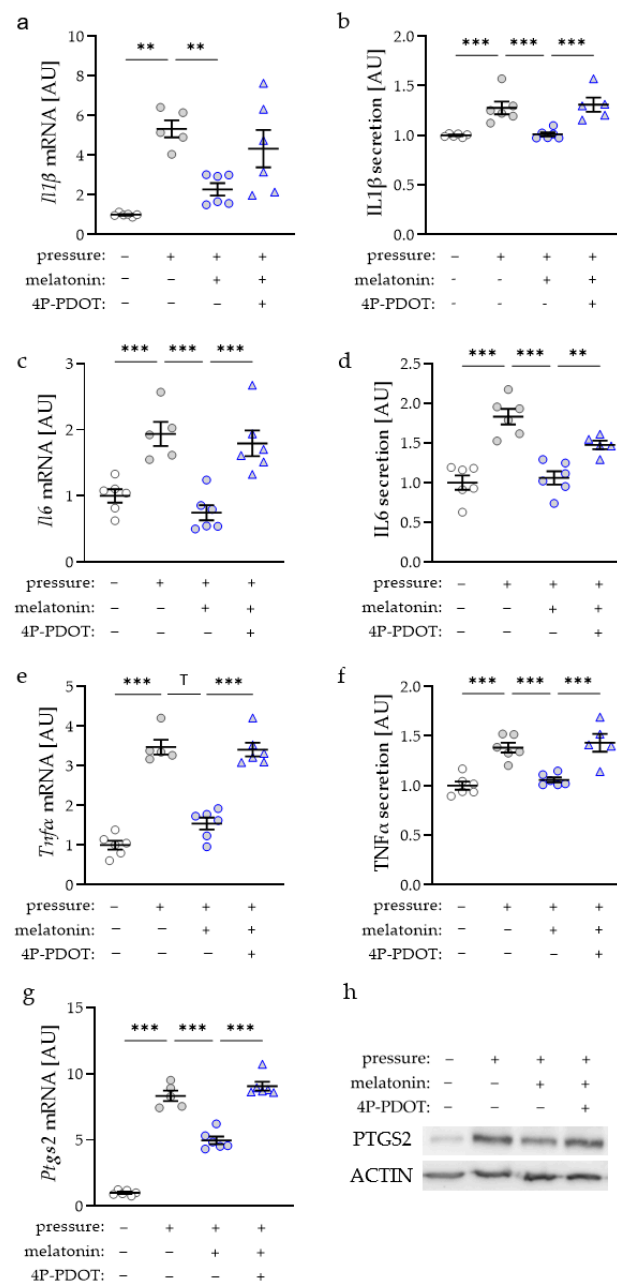 a
Il1β mRNA [AU]
10
8
6
4
2
0
** **
pressure: – + + +
melatonin: – – + +
4P-PDOT: – – – +
b
IL1β secretion [AU]
2.0
1.5
1.0
0.5
0.0
*** *** ***
pressure: - + + +
melatonin: - - + +
4P-PDOT: - - - +
c
Il6 mRNA [AU]
3
2
1
0
*** *** ***
pressure: – + + +
melatonin: – – + +
4P-PDOT: – – – +
d
IL6 secretion [AU]
2.5
2.0
1.5
1.0
0.5
0.0
*** *** **
pressure: – + + +
melatonin: – – + +
4P-PDOT: – – – +
e
Tnfα mRNA [AU]
5
4
3
2
1
0
*** T ***
pressure: – + + +
melatonin: – – + +
4P-PDOT: – – – +
f
TNFα secretion [AU]
2.0
1.5
1.0
0.5
0.0
*** *** ***
pressure: – + + +
melatonin: – – + +
4P-PDOT: – – – +
g
Ptgs2 mRNA [AU]
15
10
5
0
*** *** ***
pressure: – + + +
melatonin: – – + +
4P-PDOT: – – – +
h
pressure: – + + +
melatonin: – – + +
4P-PDOT: – – – +
PTGS2
ACTIN